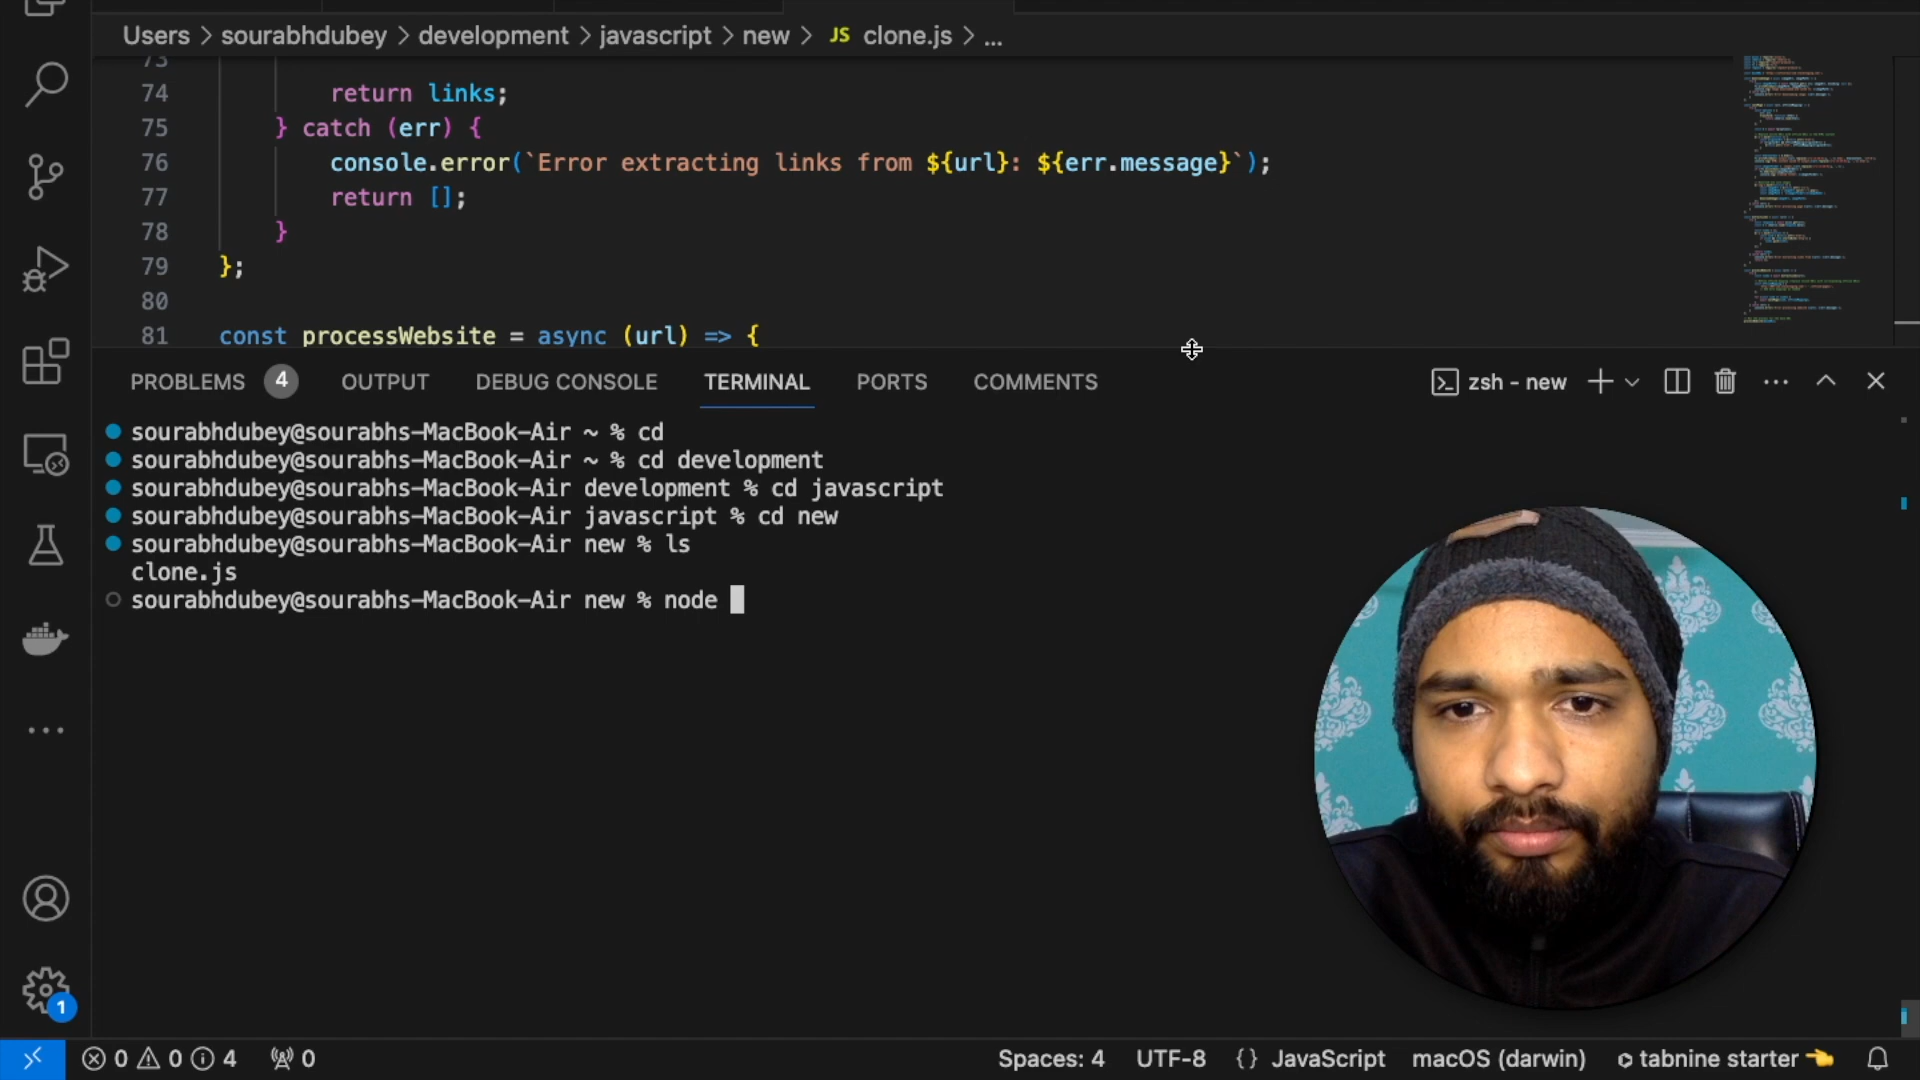 Users > sourabhdubey > development > javascript > new > JS clone.js > ...
73
74 return links;
75 } catch (err) {
76 console.error(`Error extracting links from ${url}: ${err.message}`);
77 return [];
78 }
79 };
80
81 const processWebsite = async (url) => {
PROBLEMS 4 OUTPUT DEBUG CONSOLE TERMINAL PORTS COMMENTS zsh - new
sourabhdubey@sourabhs-MacBook-Air ~ % cd
sourabhdubey@sourabhs-MacBook-Air ~ % cd development
sourabhdubey@sourabhs-MacBook-Air development % cd javascript
sourabhdubey@sourabhs-MacBook-Air javascript % cd new
sourabhdubey@sourabhs-MacBook-Air new % ls
clone.js
sourabhdubey@sourabhs-MacBook-Air new % node
1
0 0 4 0 Spaces: 4 UTF-8 {} JavaScript macOS (darwin) tabnine starter 👈